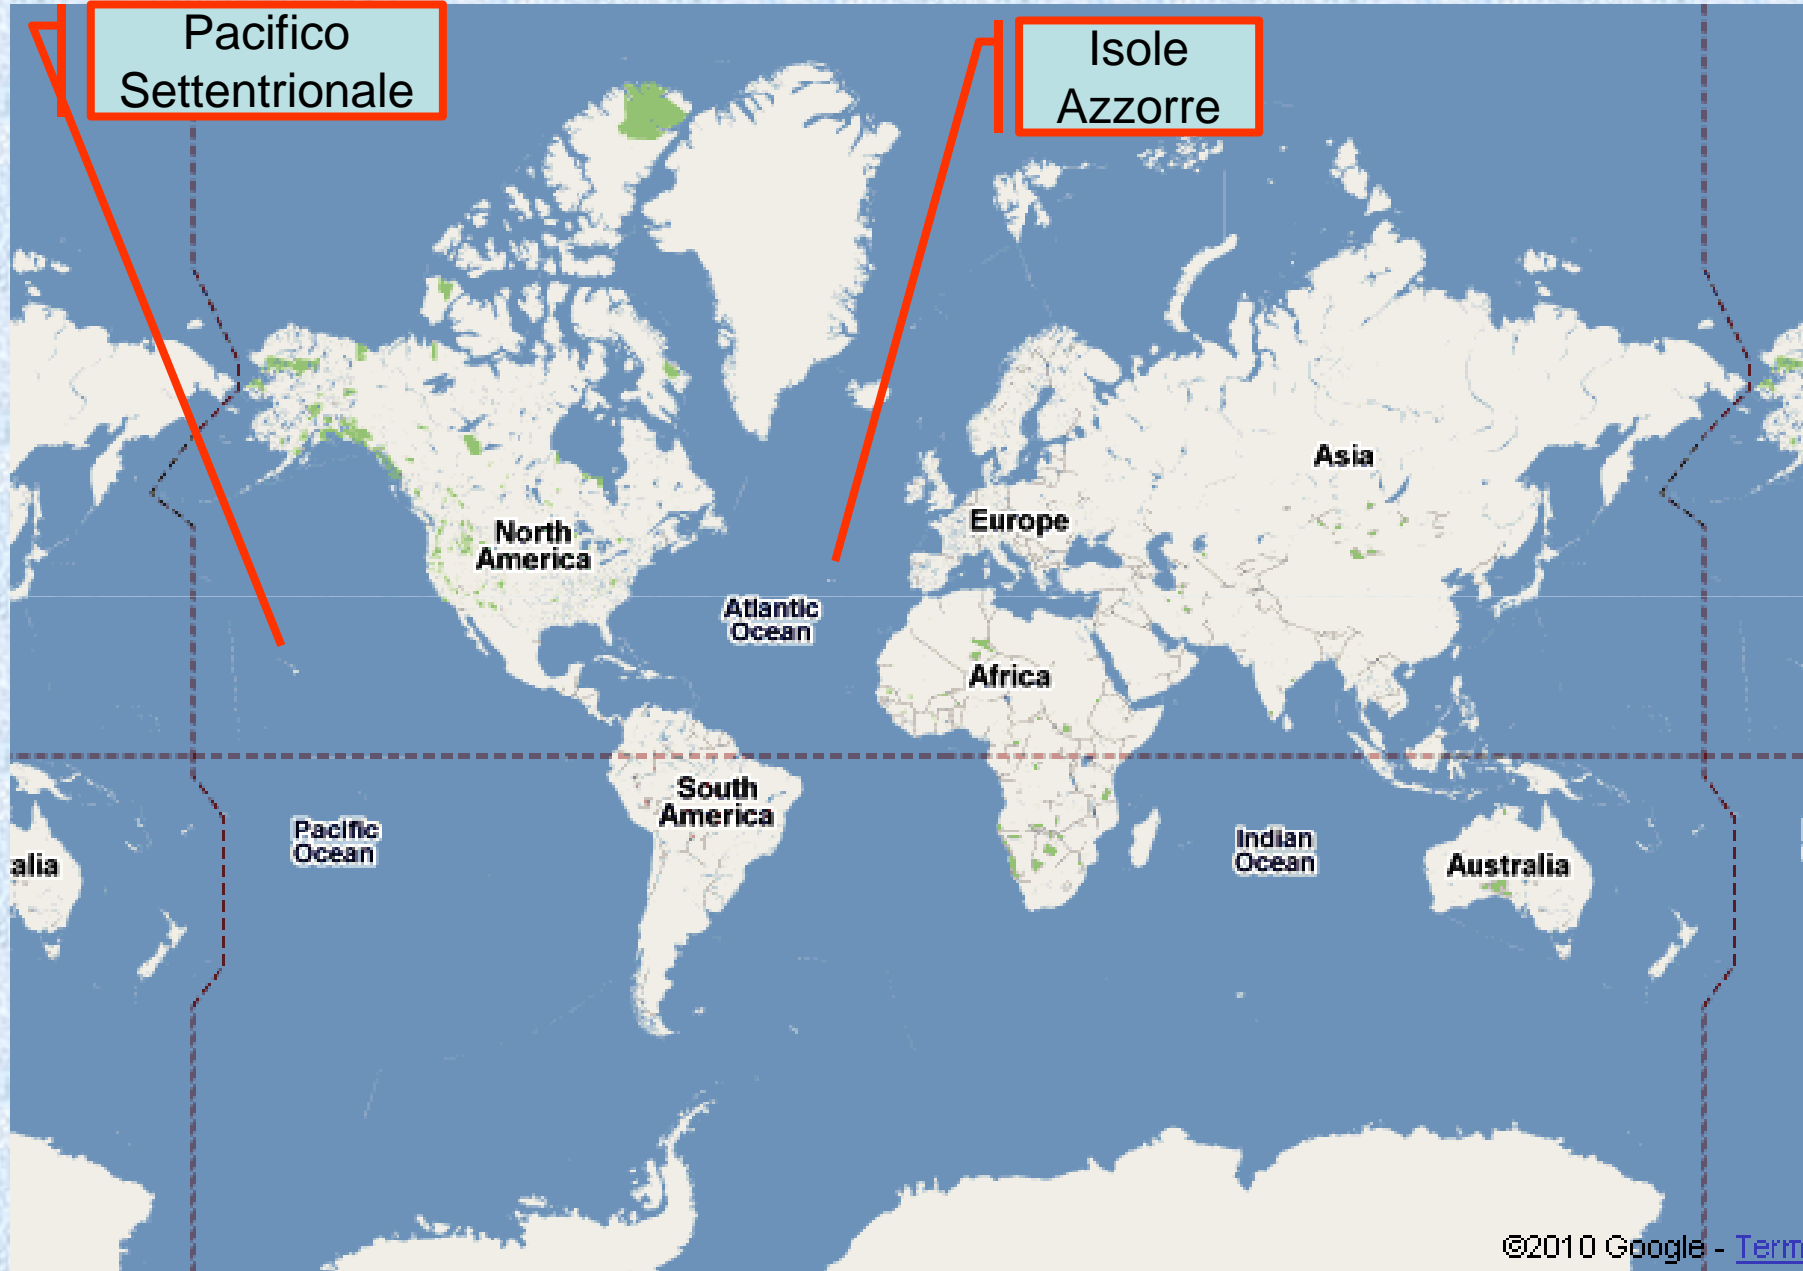 Pacifico
Settentrionale
Isole
Azzorre
Asia
Europe
North
America
Atlantic
Ocean
Africa
South
America
Pacific
Ocean
Indian
Ocean
alia
Australia
©2010 Google - Term